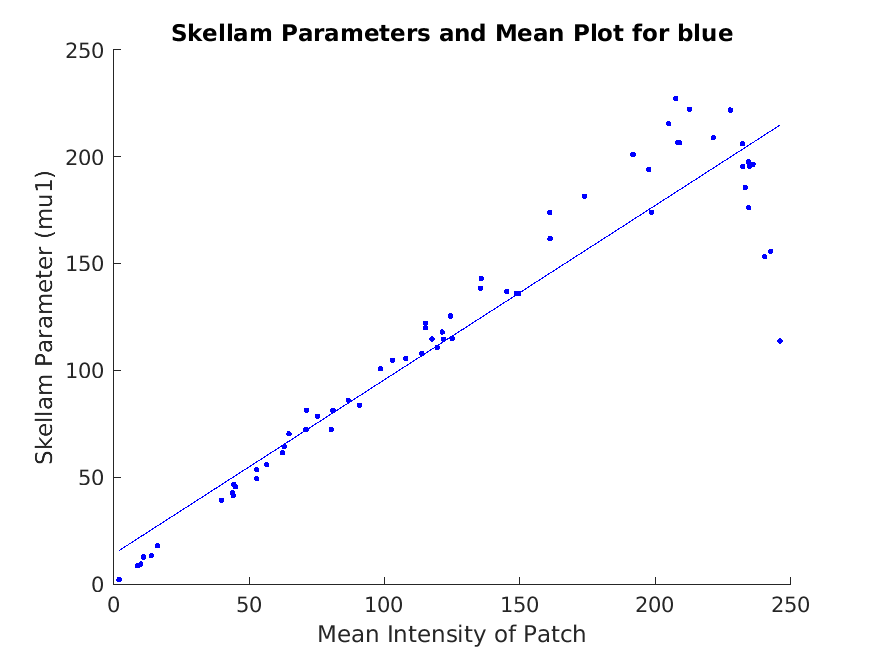 Skellam Parameters and Mean Plot for blue
250
200
150
100
50
0
Skellam Parameter (mu1)
0 50 100 150 200 250
Mean Intensity of Patch